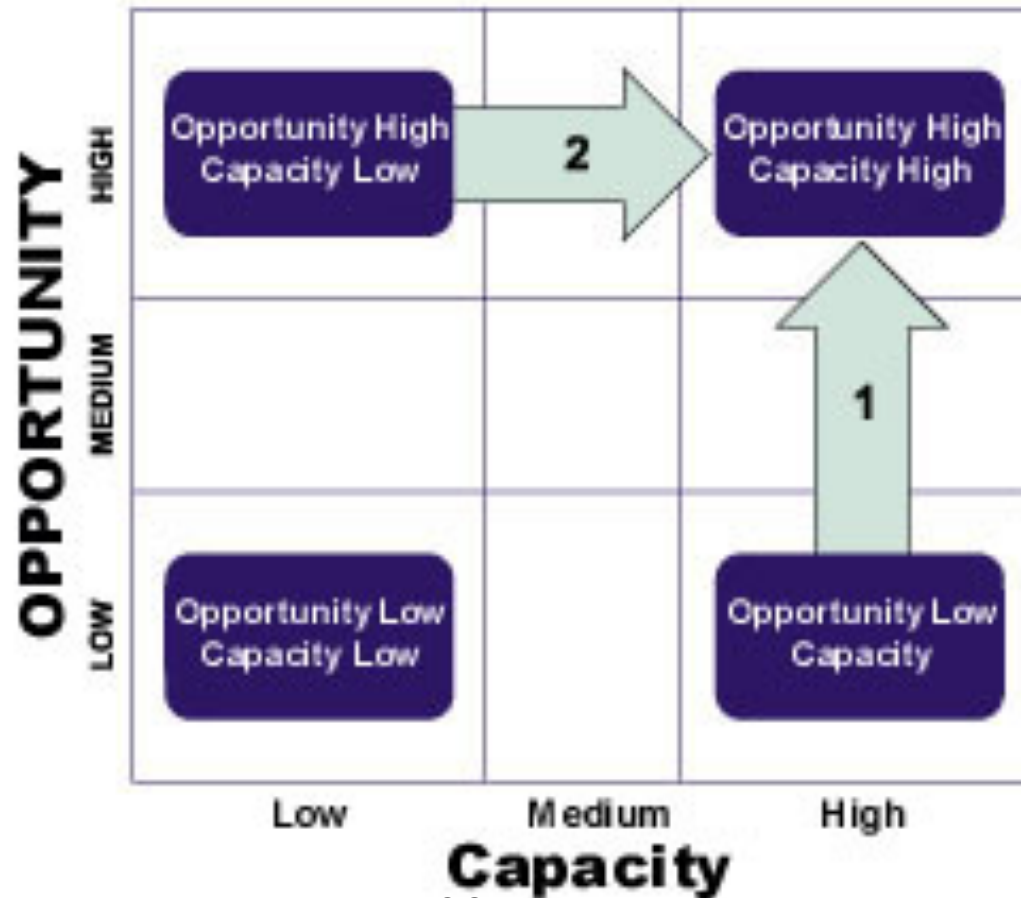 OPPORTUNITY
HIGH
MEDIUM
LOW
Opportunity High
Capacity Low
2
Opportunity High
Capacity High
1
Opportunity Low
Capacity Low
Opportunity Low
Capacity
Low
Medium
High
Capacity